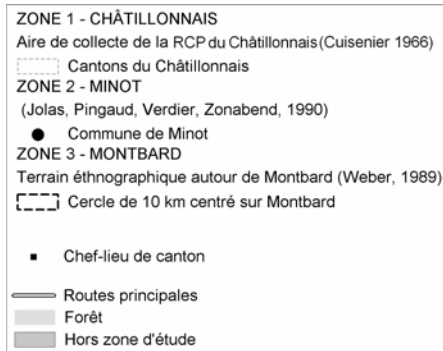 ZONE 1 - CHÂTILLONNAIS
Aire de collecte de la RCP du Châtillonnais (Cuisenier 1966)
Cantons du Châtillonnais
ZONE 2 - MINOT
(Jolas, Pingaud, Verdier, Zonabend, 1990)
Commune de Minot
ZONE 3 - MONTBARD
Terrain éthnographique autour de Montbard (Weber, 1989)
Cercle de 10 km centré sur Montbard
Chef-lieu de canton
Routes principales
Forêt
Hors zone d'étude